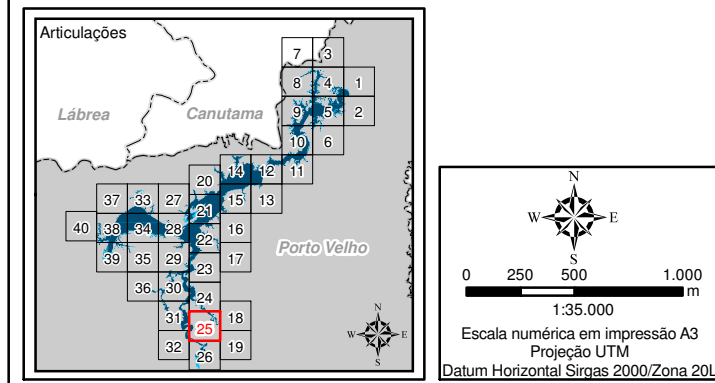 Articulações
7 3
8 4 1
Lábrea
Canutama
9 5 2
10 6
14 12 11
20
37 33 27 21 15 13
40 38 34 28 22 16
Porto Velho
39 35 29 23 17
36 30 24
31 25 18
32 26 19
N
W E
S
N
W E
S
0 250 500 1.000
m
1:35.000
Escala numérica em impressão A3
Projeção UTM
Datum Horizontal Sirgas 2000/Zona 20L